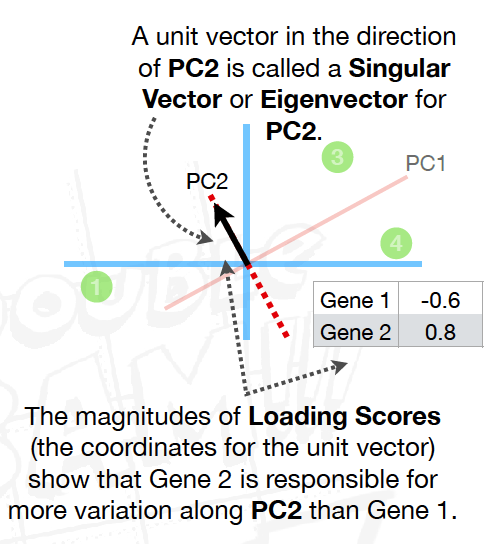 A unit vector in the direction
of PC2 is called a Singular
Vector or Eigenvector for
PC2.
3
PC1
PC2
4
1
Gene 1 -0.6
Gene 2 0.8
The magnitudes of Loading Scores
(the coordinates for the unit vector)
show that Gene 2 is responsible for
more variation along PC2 than Gene 1.